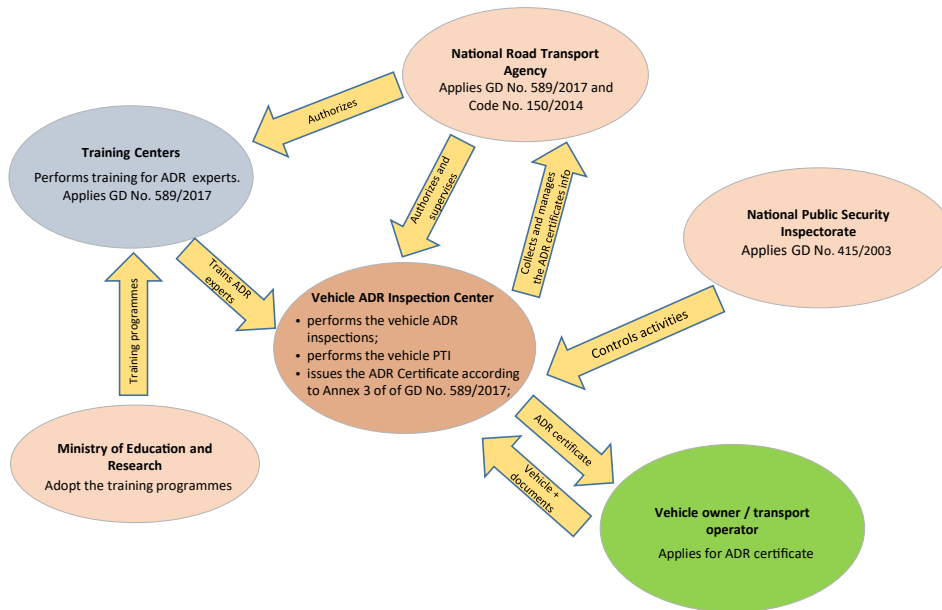 National Road Transport
Agency
Applies GD No. 589/2017 and
Code No. 150/2014
Authorizes
Training Centers
Performs training for ADR experts.
Applies GD No. 589/2017
Authorizes and
supervises
Collects and manages
the ADR certificates info
National Public Security
Inspectorate
Applies GD No. 415/2003
Trains ADR
experts
Vehicle ADR Inspection Center
• performs the vehicle ADR
inspections;
• performs the vehicle PTI
• issues the ADR Certificate according
to Annex 3 of of GD No. 589/2017;
Controls activities
Training programmes
Ministry of Education and
Research
Adopt the training programmes
ADR certificate
Vehicle +
documents
Vehicle owner / transport
operator
Applies for ADR certificate